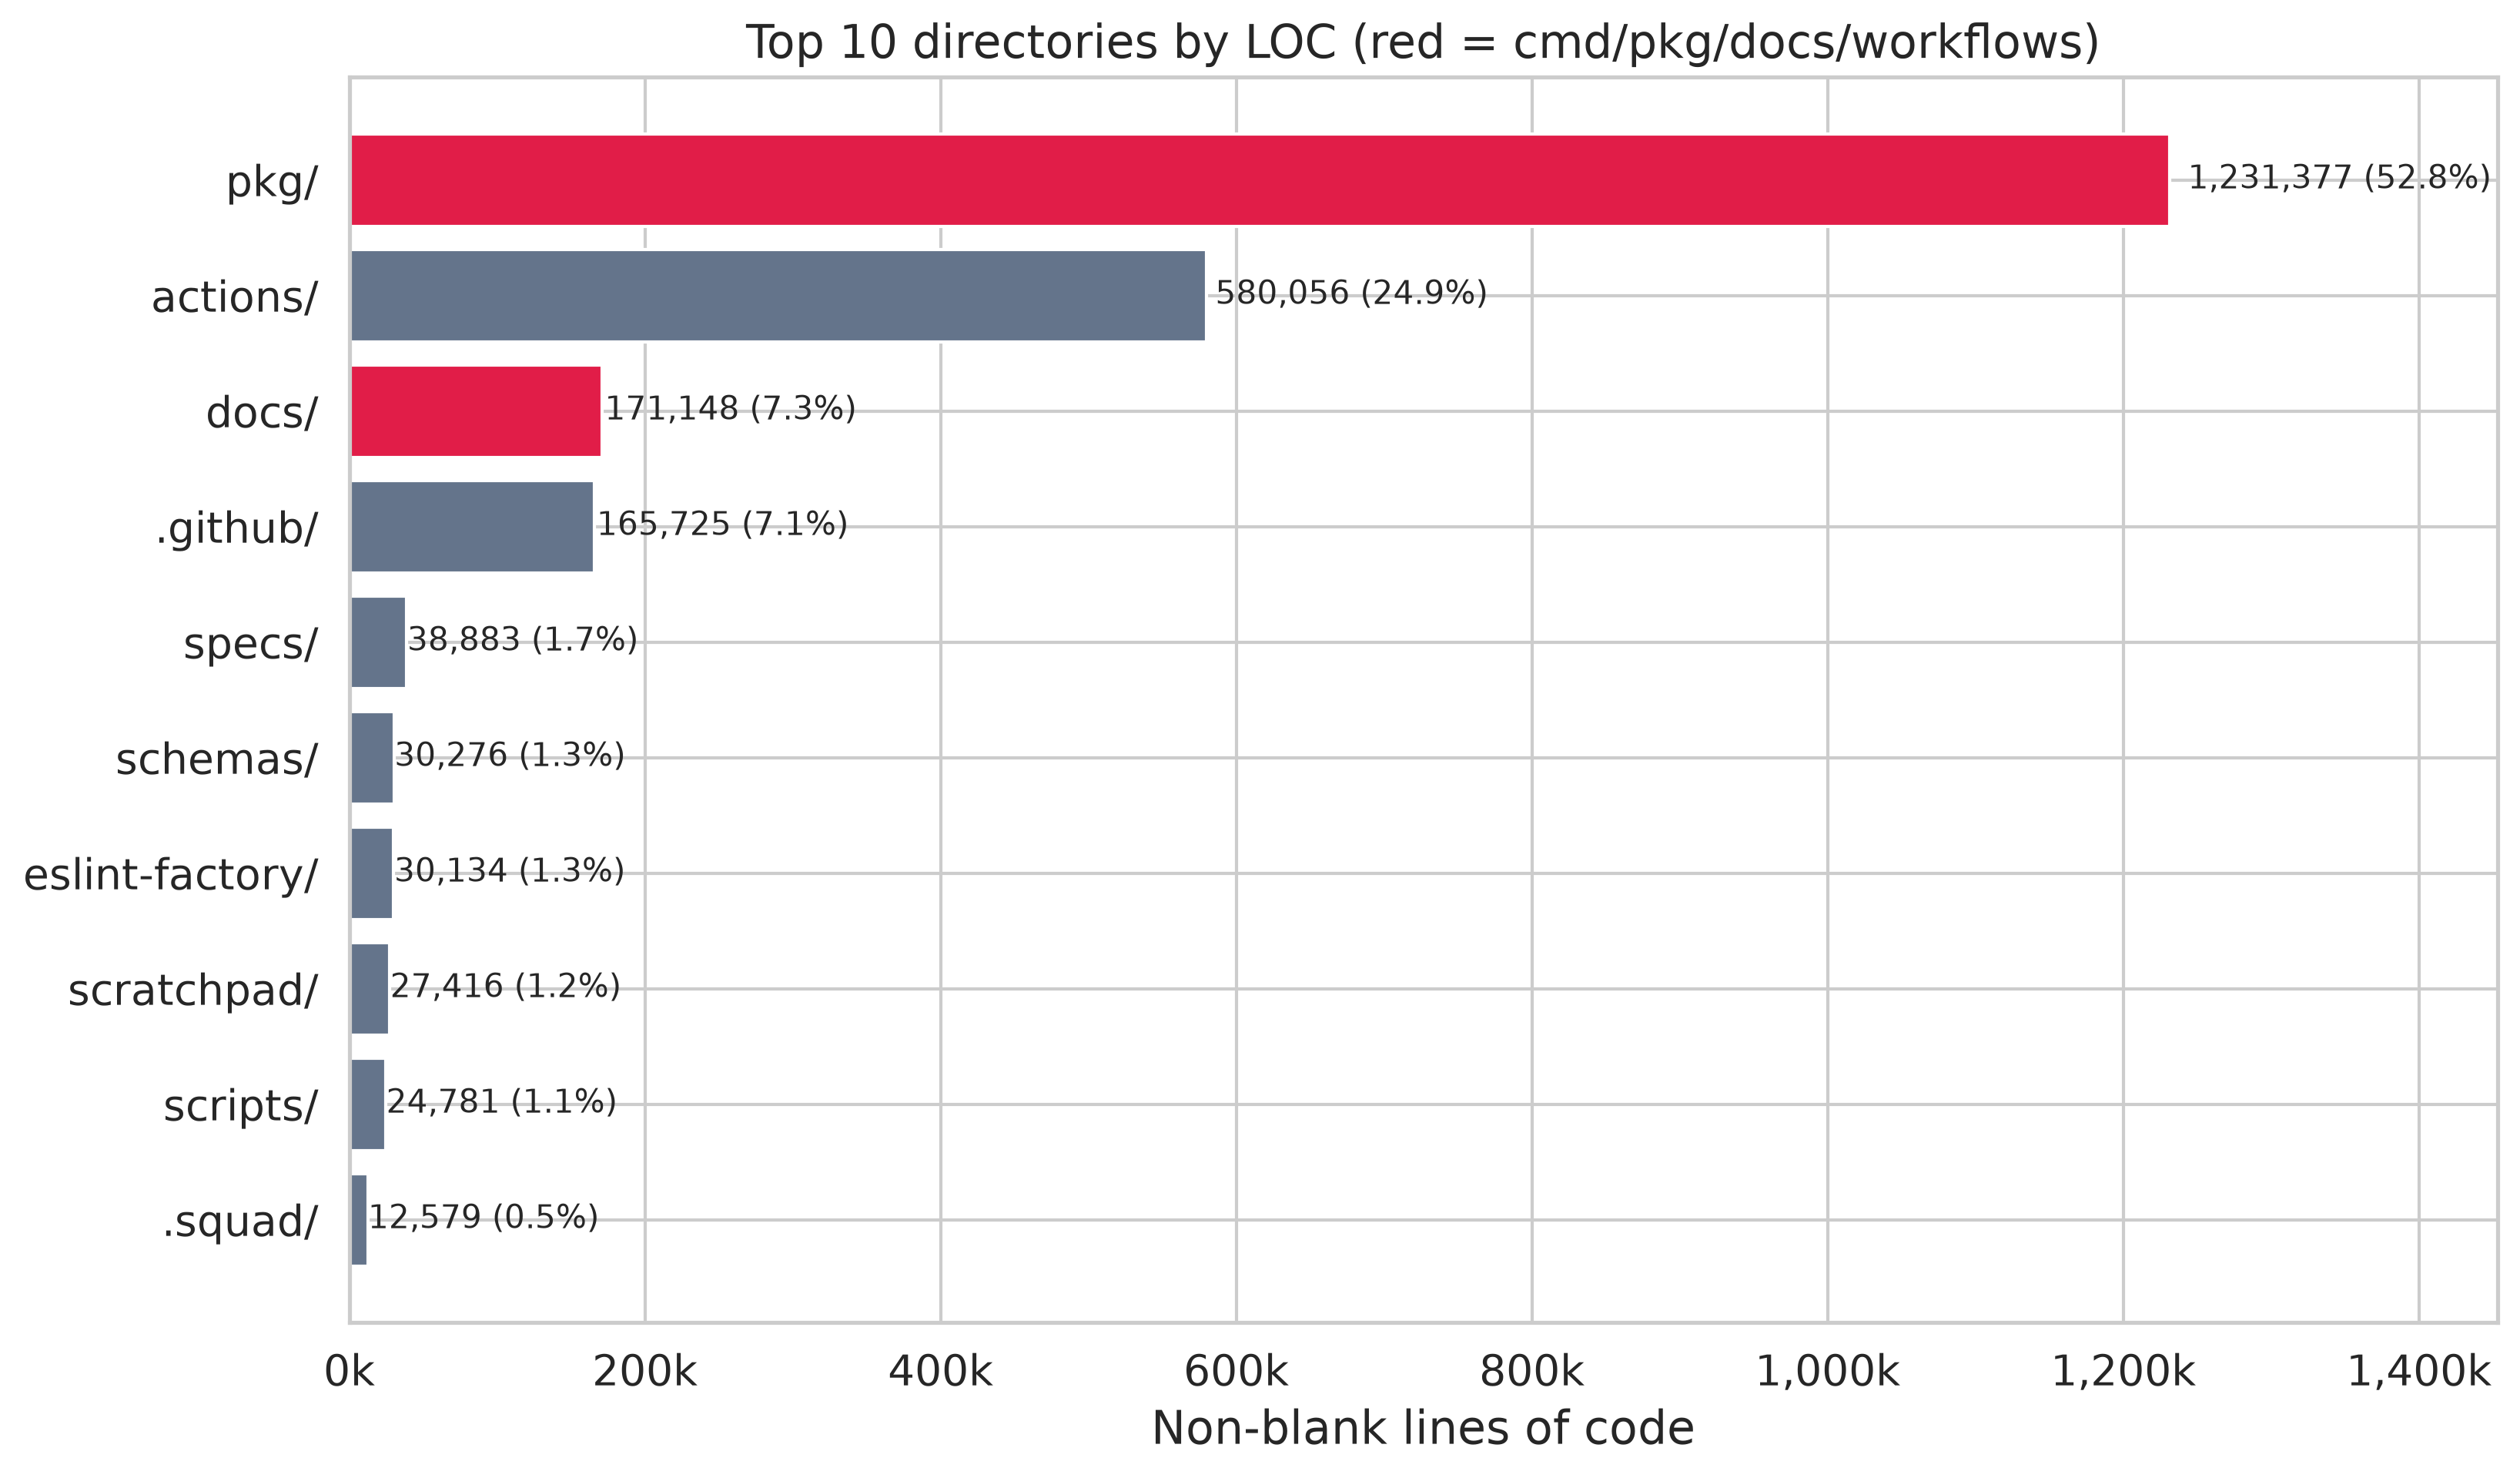 Top 10 directories by LOC (red = cmd/pkg/docs/workflows)
pkg/ 1,231,377 (52.8%)
actions/ 580,056 (24.9%)
docs/ 171,148 (7.3%)
.github/ 165,725 (7.1%)
specs/ 38,883 (1.7%)
schemas/ 30,276 (1.3%)
eslint-factory/ 30,134 (1.3%)
scratchpad/ 27,416 (1.2%)
scripts/ 24,781 (1.1%)
.squad/ 12,579 (0.5%)
0k 200k 400k 600k 800k 1,000k 1,200k 1,400k
Non-blank lines of code